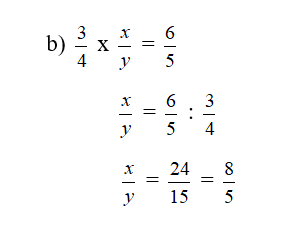 b) 3/4 x x/y = 6/5
x/y = 6/5 : 3/4
x/y = 24/15 = 8/5